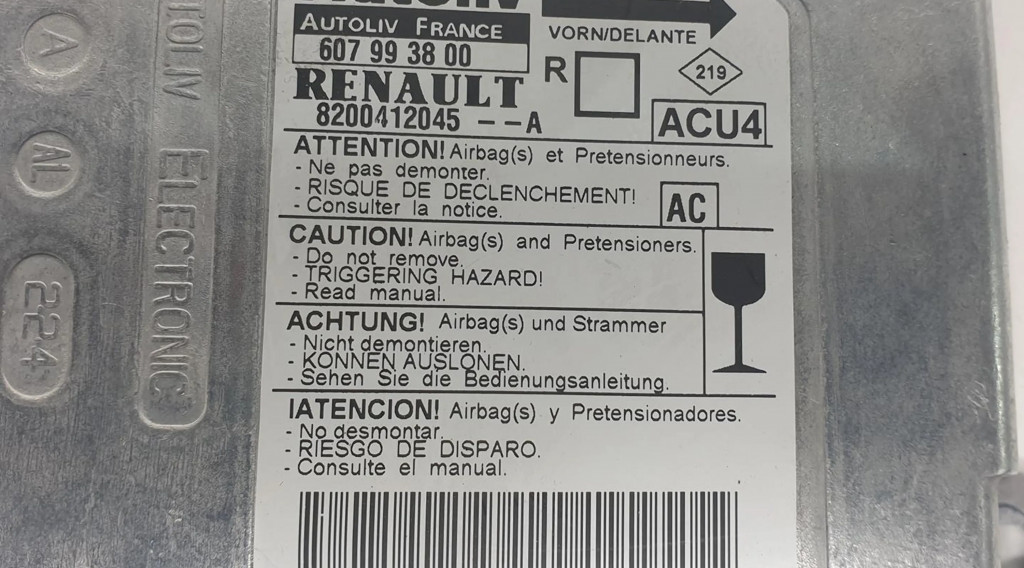 Autoliv
AUTOLIV FRANCE
607 99 38 00
VORN/DELANTE
RENAULT
R
219
8200412045 --A
ACU4
ATTENTION! Airbag(s) et Pretensionneurs.
- Ne pas demonter.
- RISQUE DE DECLENCHEMENT!
- Consulter la notice.
AC
CAUTION! Airbag(s) and Pretensioners.
- Do not remove.
- TRIGGERING HAZARD!
- Read manual.
ACHTUNG! Airbag(s) und Strammer
- Nicht demontieren.
- KONNEN AUSLONEN.
- Sehen Sie die Bedienungsanleitung.
IATENCION! Airbag(s) y Pretensionadores.
- No desmontar.
- RIESGO DE DISPARO.
- Consulte el manual.
A
AL
224
ELECTRONIC